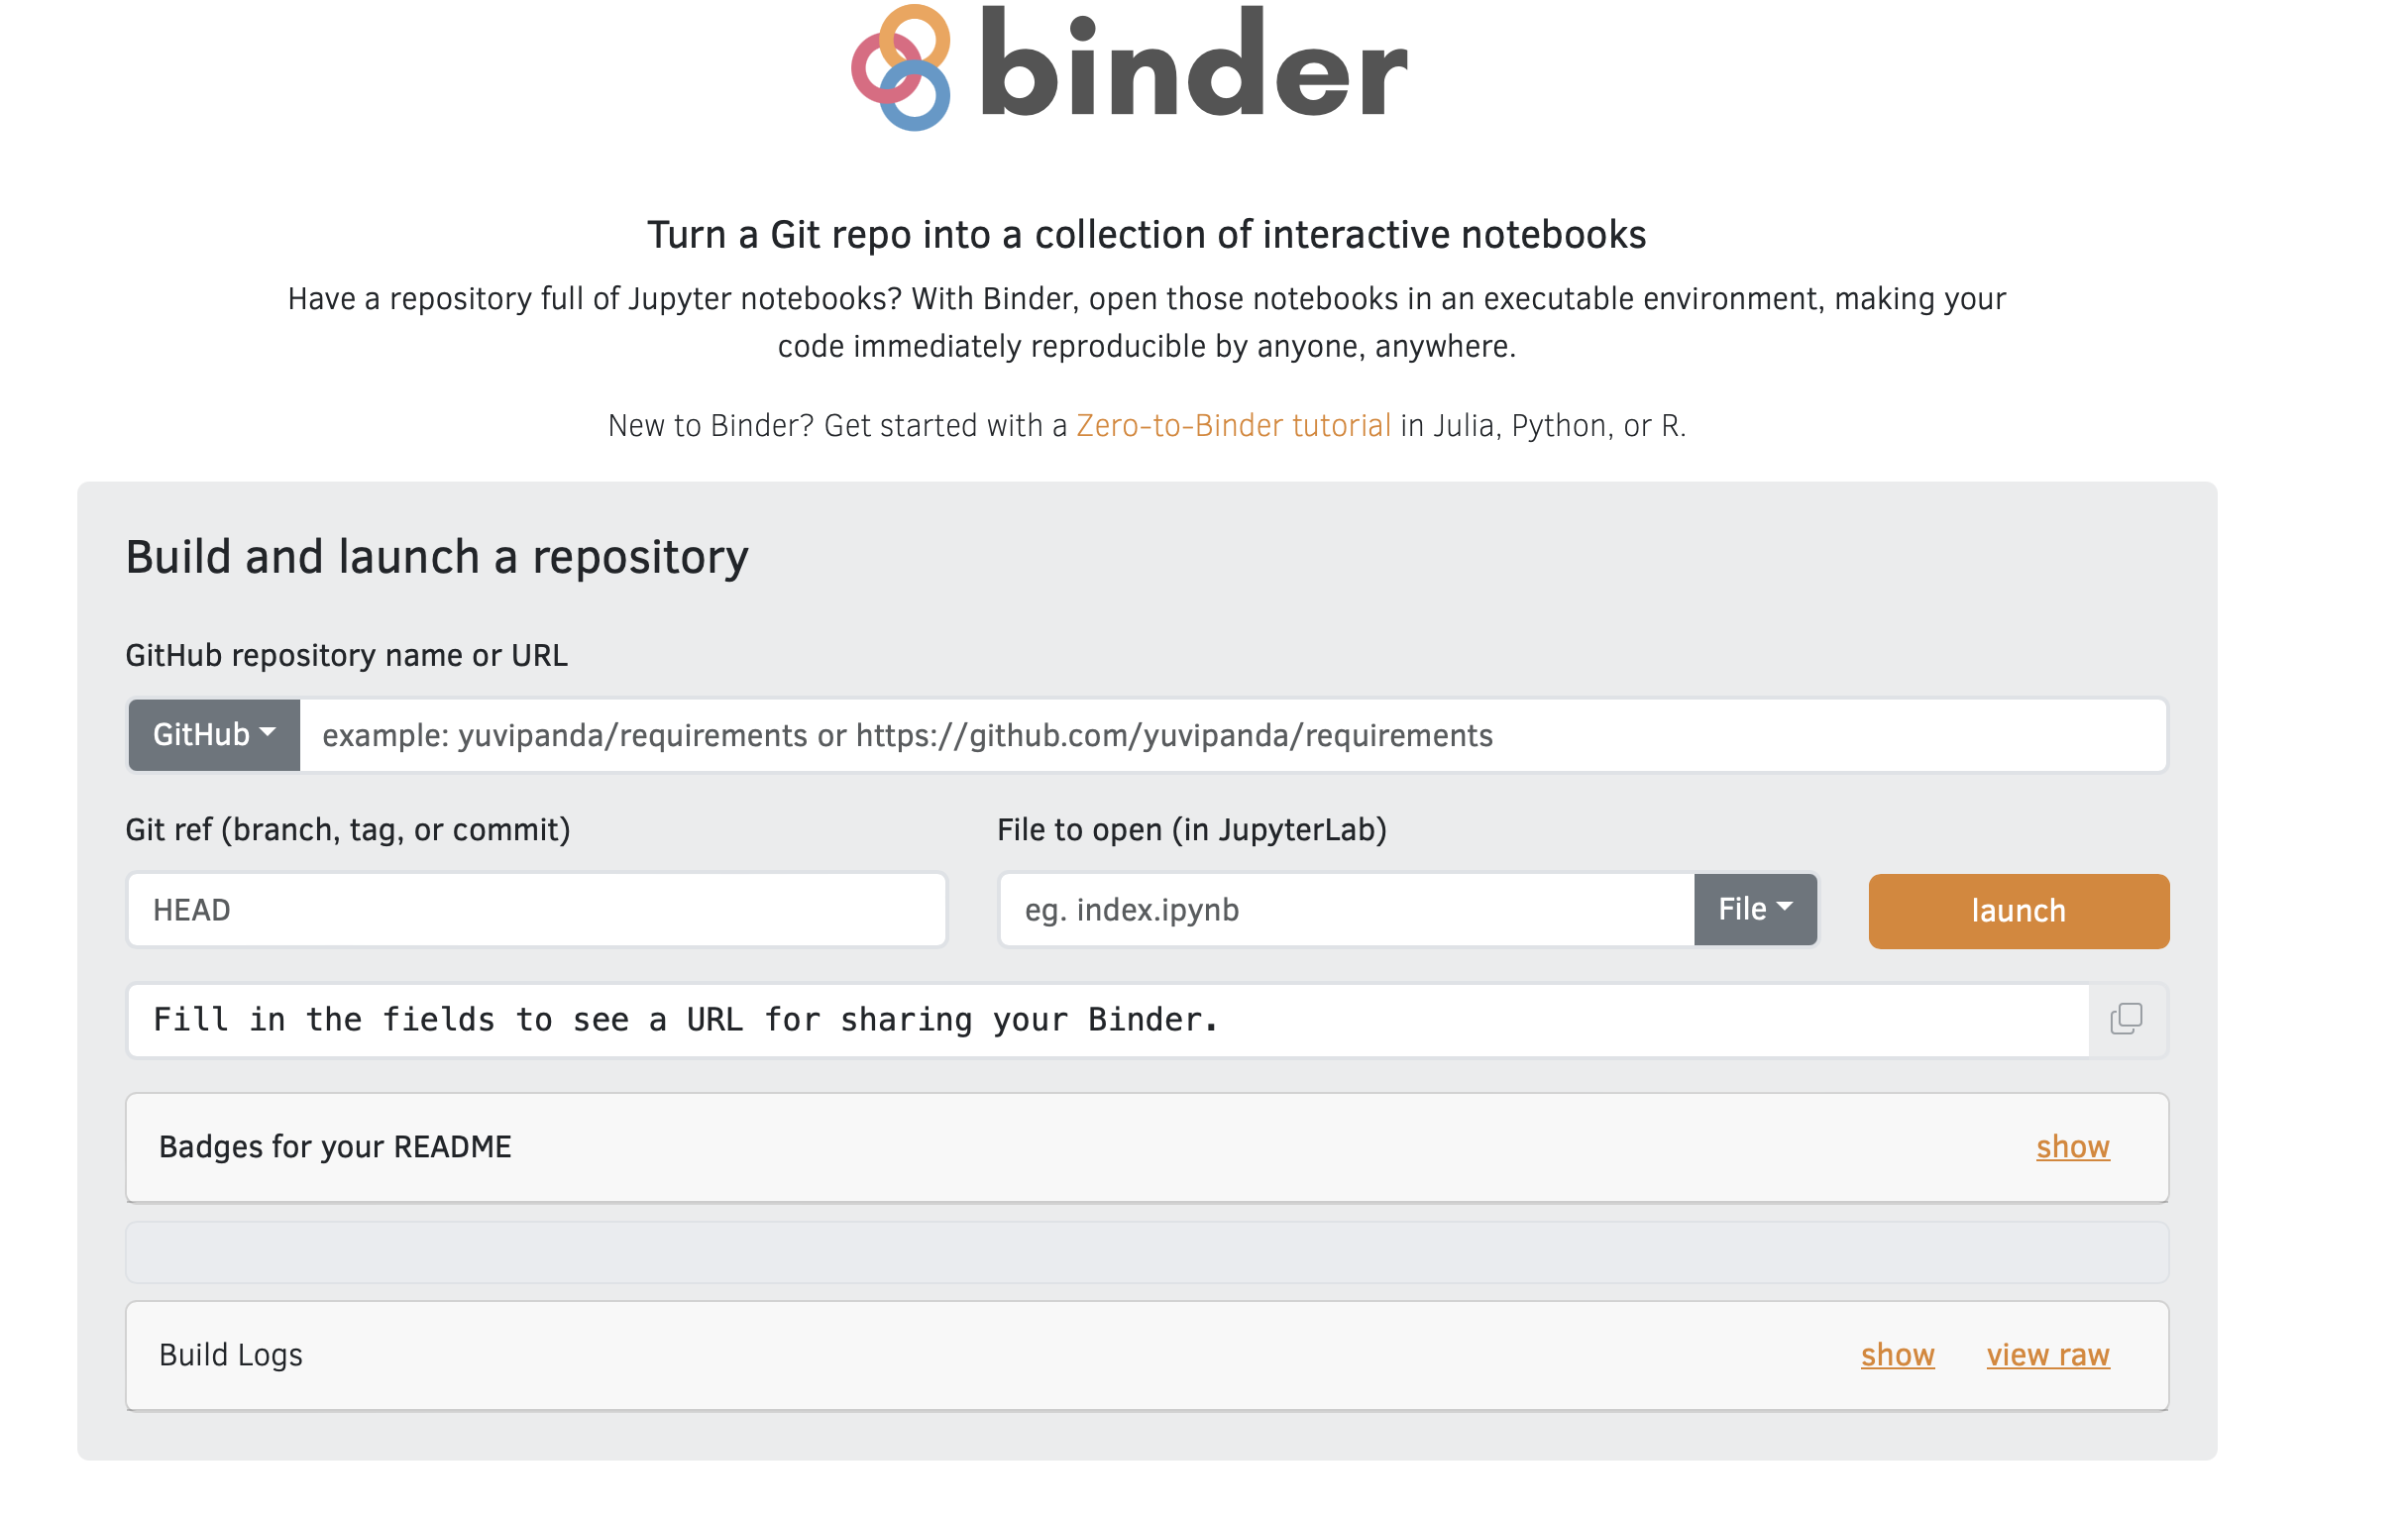 binder
Turn a Git repo into a collection of interactive notebooks
Have a repository full of Jupyter notebooks? With Binder, open those notebooks in an executable environment, making your
code immediately reproducible by anyone, anywhere.
New to Binder? Get started with a Zero-to-Binder tutorial in Julia, Python, or R.
Build and launch a repository
GitHub repository name or URL
GitHub example: yuvipanda/requirements or https://github.com/yuvipanda/requirements
Git ref (branch, tag, or commit) File to open (in JupyterLab)
HEAD eg. index.ipynb File launch
Fill in the fields to see a URL for sharing your Binder.
Badges for your README show
Build Logs show view raw